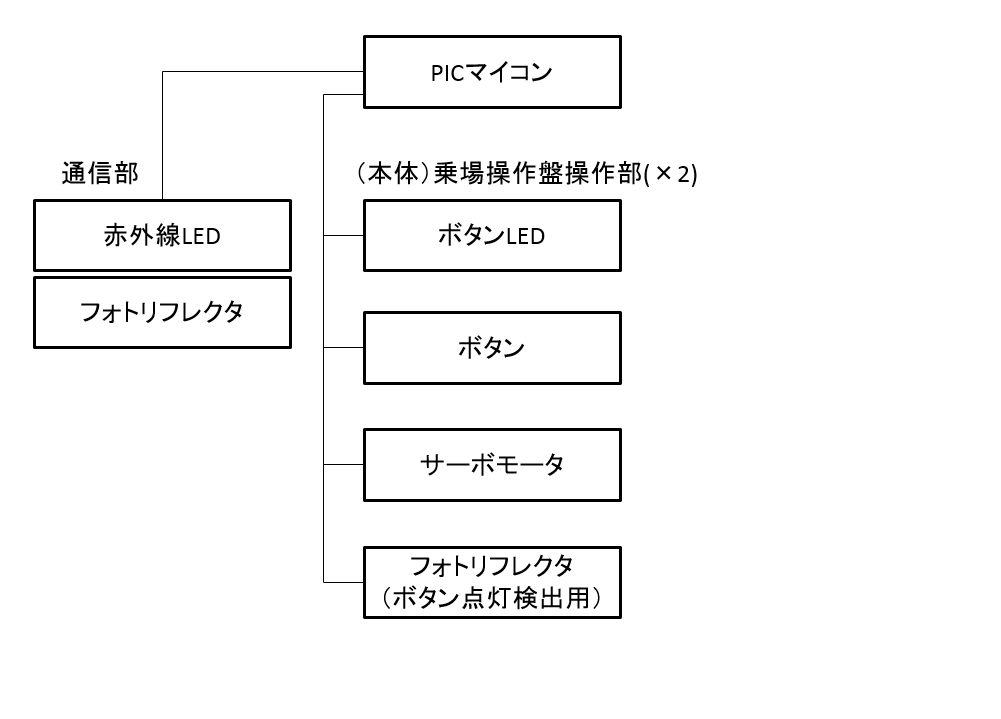 PICマイコン
通信部
（本体）乗場操作盤操作部(×2)
赤外線LED
ボタンLED
フォトリフレクタ
ボタン
サーボモータ
フォトリフレクタ
（ボタン点灯検出用）